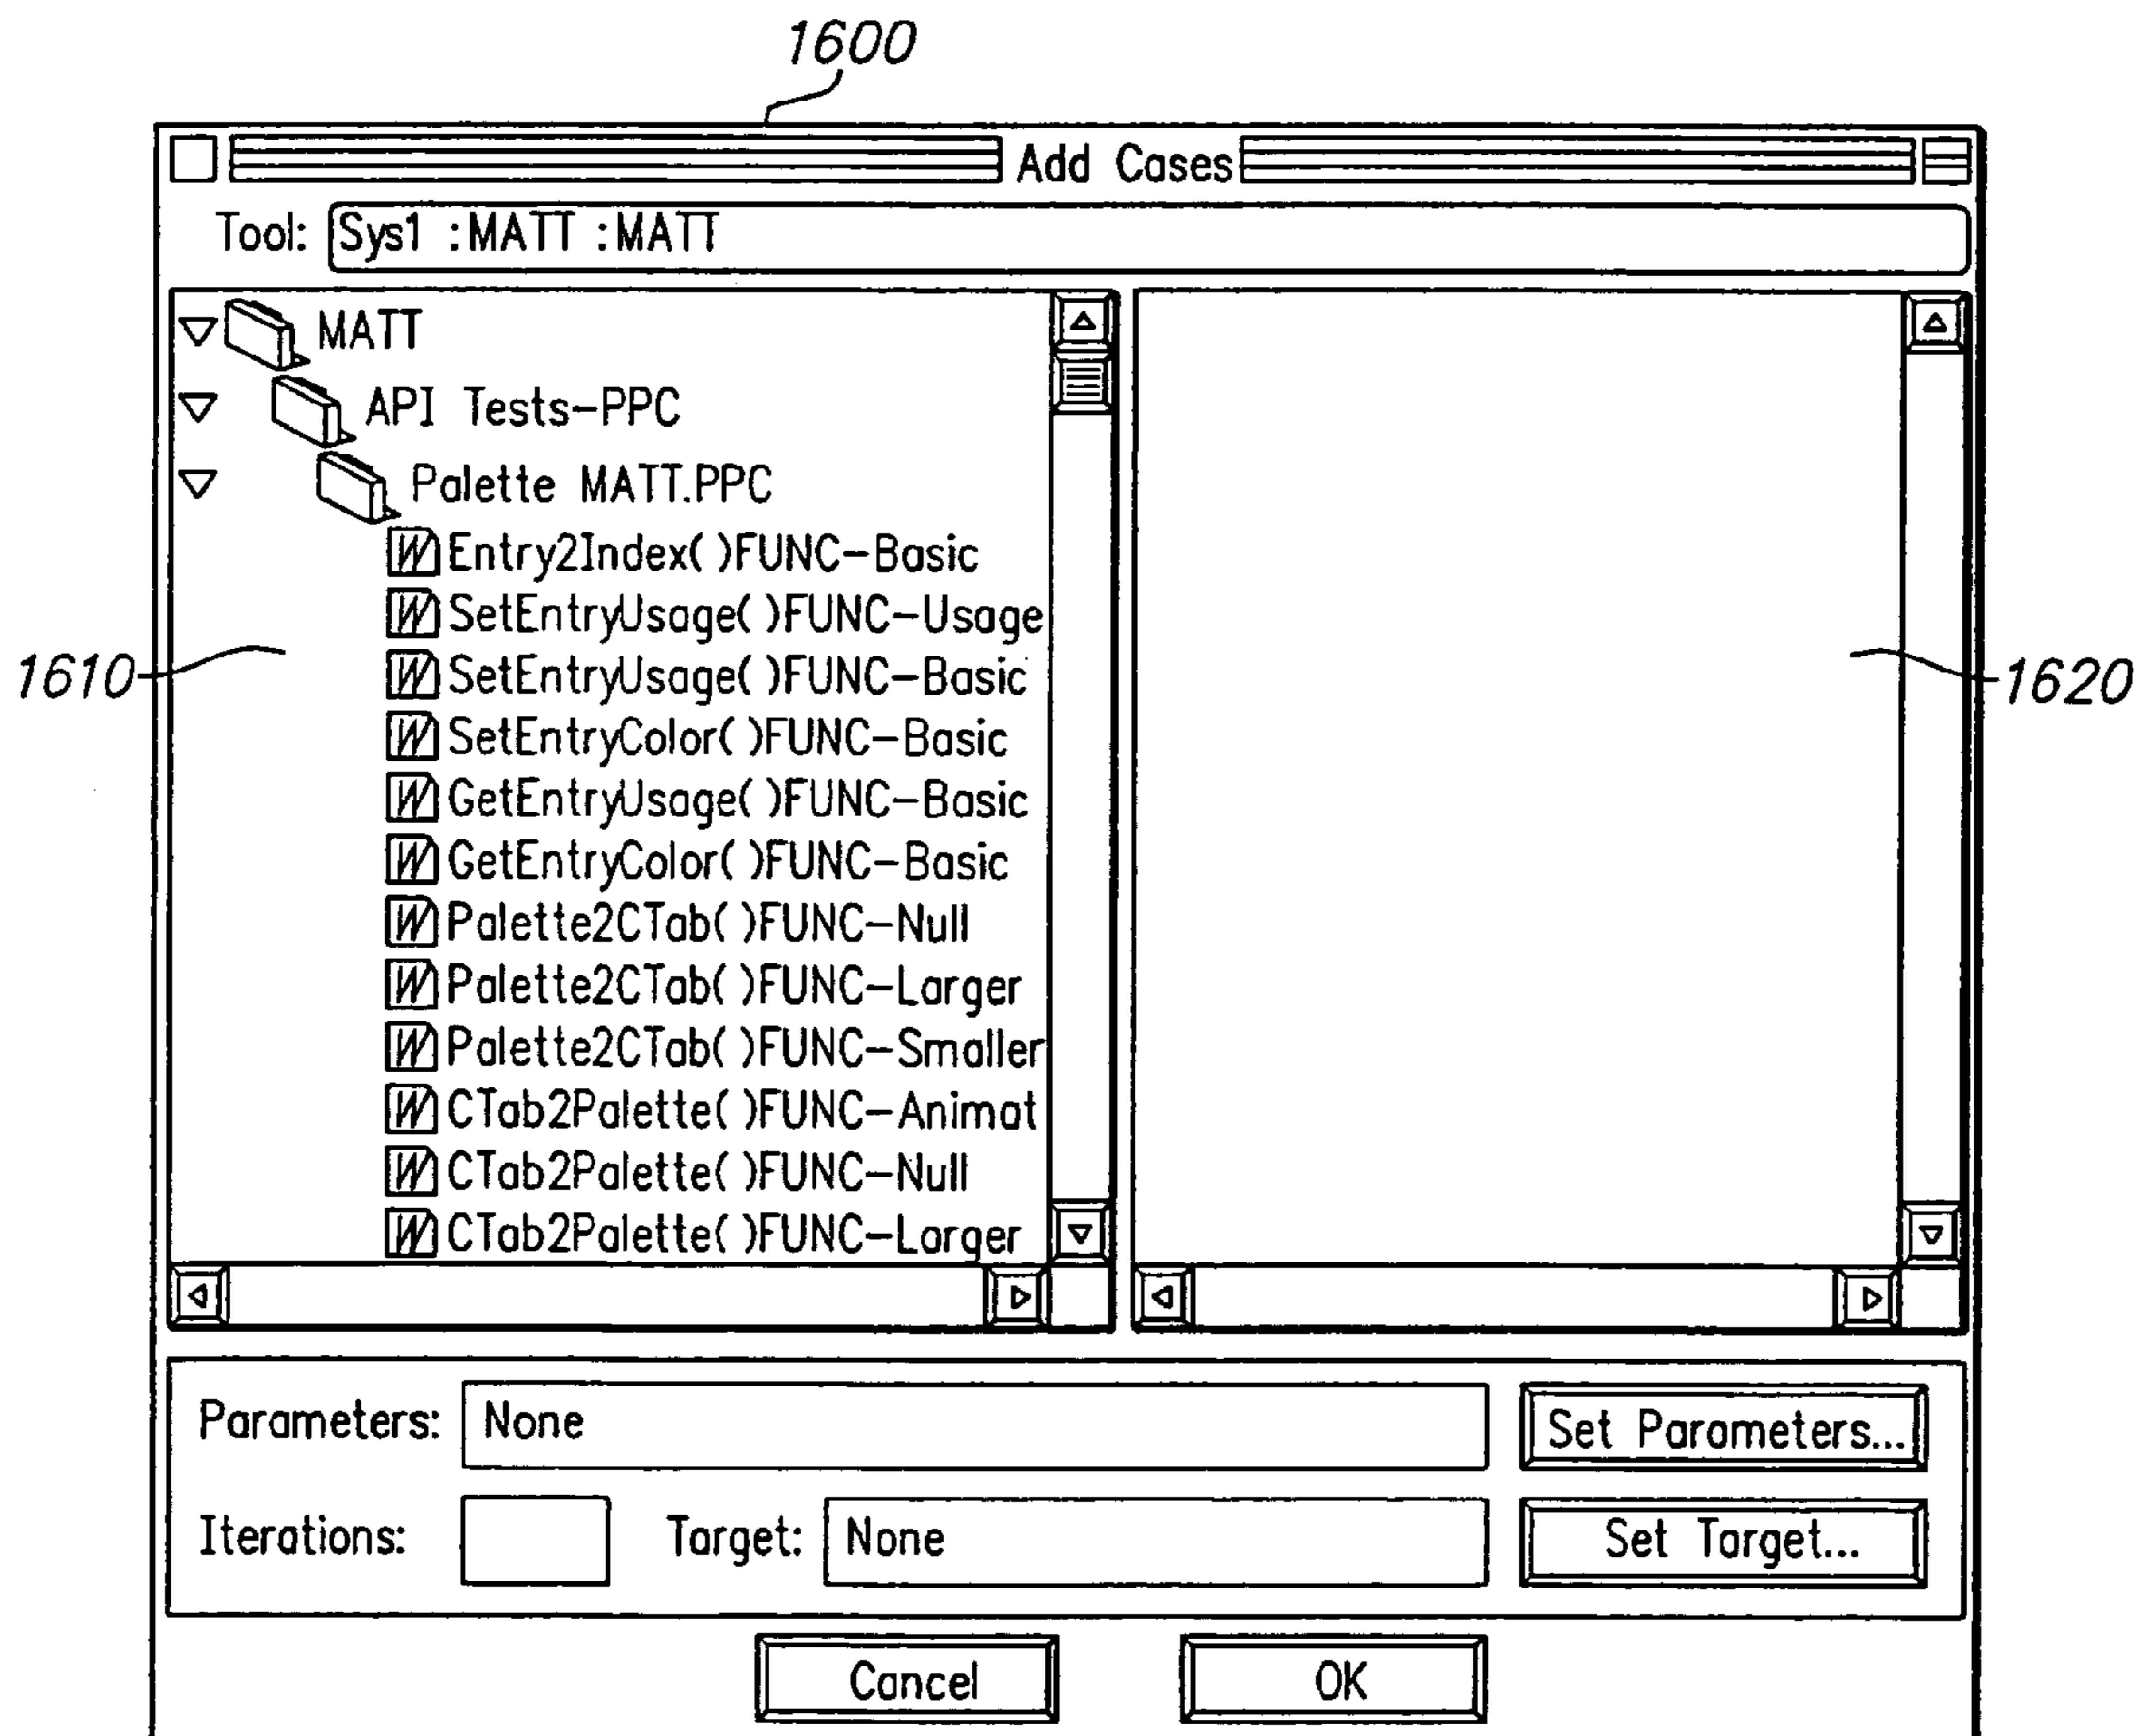 1600
Add Cases
Tool: Sys1 :MATT :MATT
MATT
API Tests-PPC
Palette MATT.PPC
Entry2Index( )FUNC-Basic
SetEntryUsage( )FUNC-Usage
SetEntryUsage( )FUNC-Basic
SetEntryColor( )FUNC-Basic
GetEntryUsage( )FUNC-Basic
GetEntryColor( )FUNC-Basic
Palette2CTab( )FUNC-Null
Palette2CTab( )FUNC-Larger
Palette2CTab( )FUNC-Smaller
CTab2Palette( )FUNC-Animat
CTab2Palette( )FUNC-Null
CTab2Palette( )FUNC-Larger
1610
1620
Parameters: None Set Parameters...
Iterations: Target: None Set Target...
Cancel OK